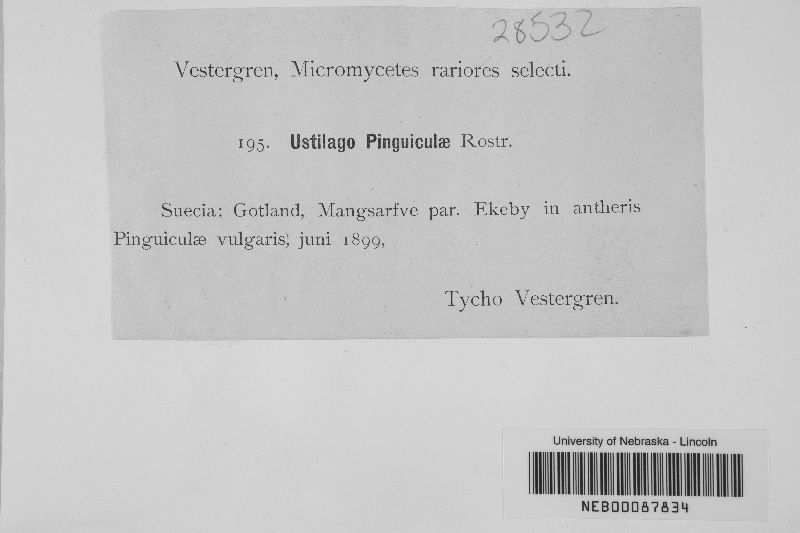 28532
Vestergren, Micromycetes rariores selecti.
195. Ustilago Pinguiculæ Rostr.
Suecia: Gotland, Mangsarfve par. Ekeby in antheris
Pinguiculæ vulgaris, juni 1899,
Tycho Vestergren.
University of Nebraska - Lincoln
NEB00087834